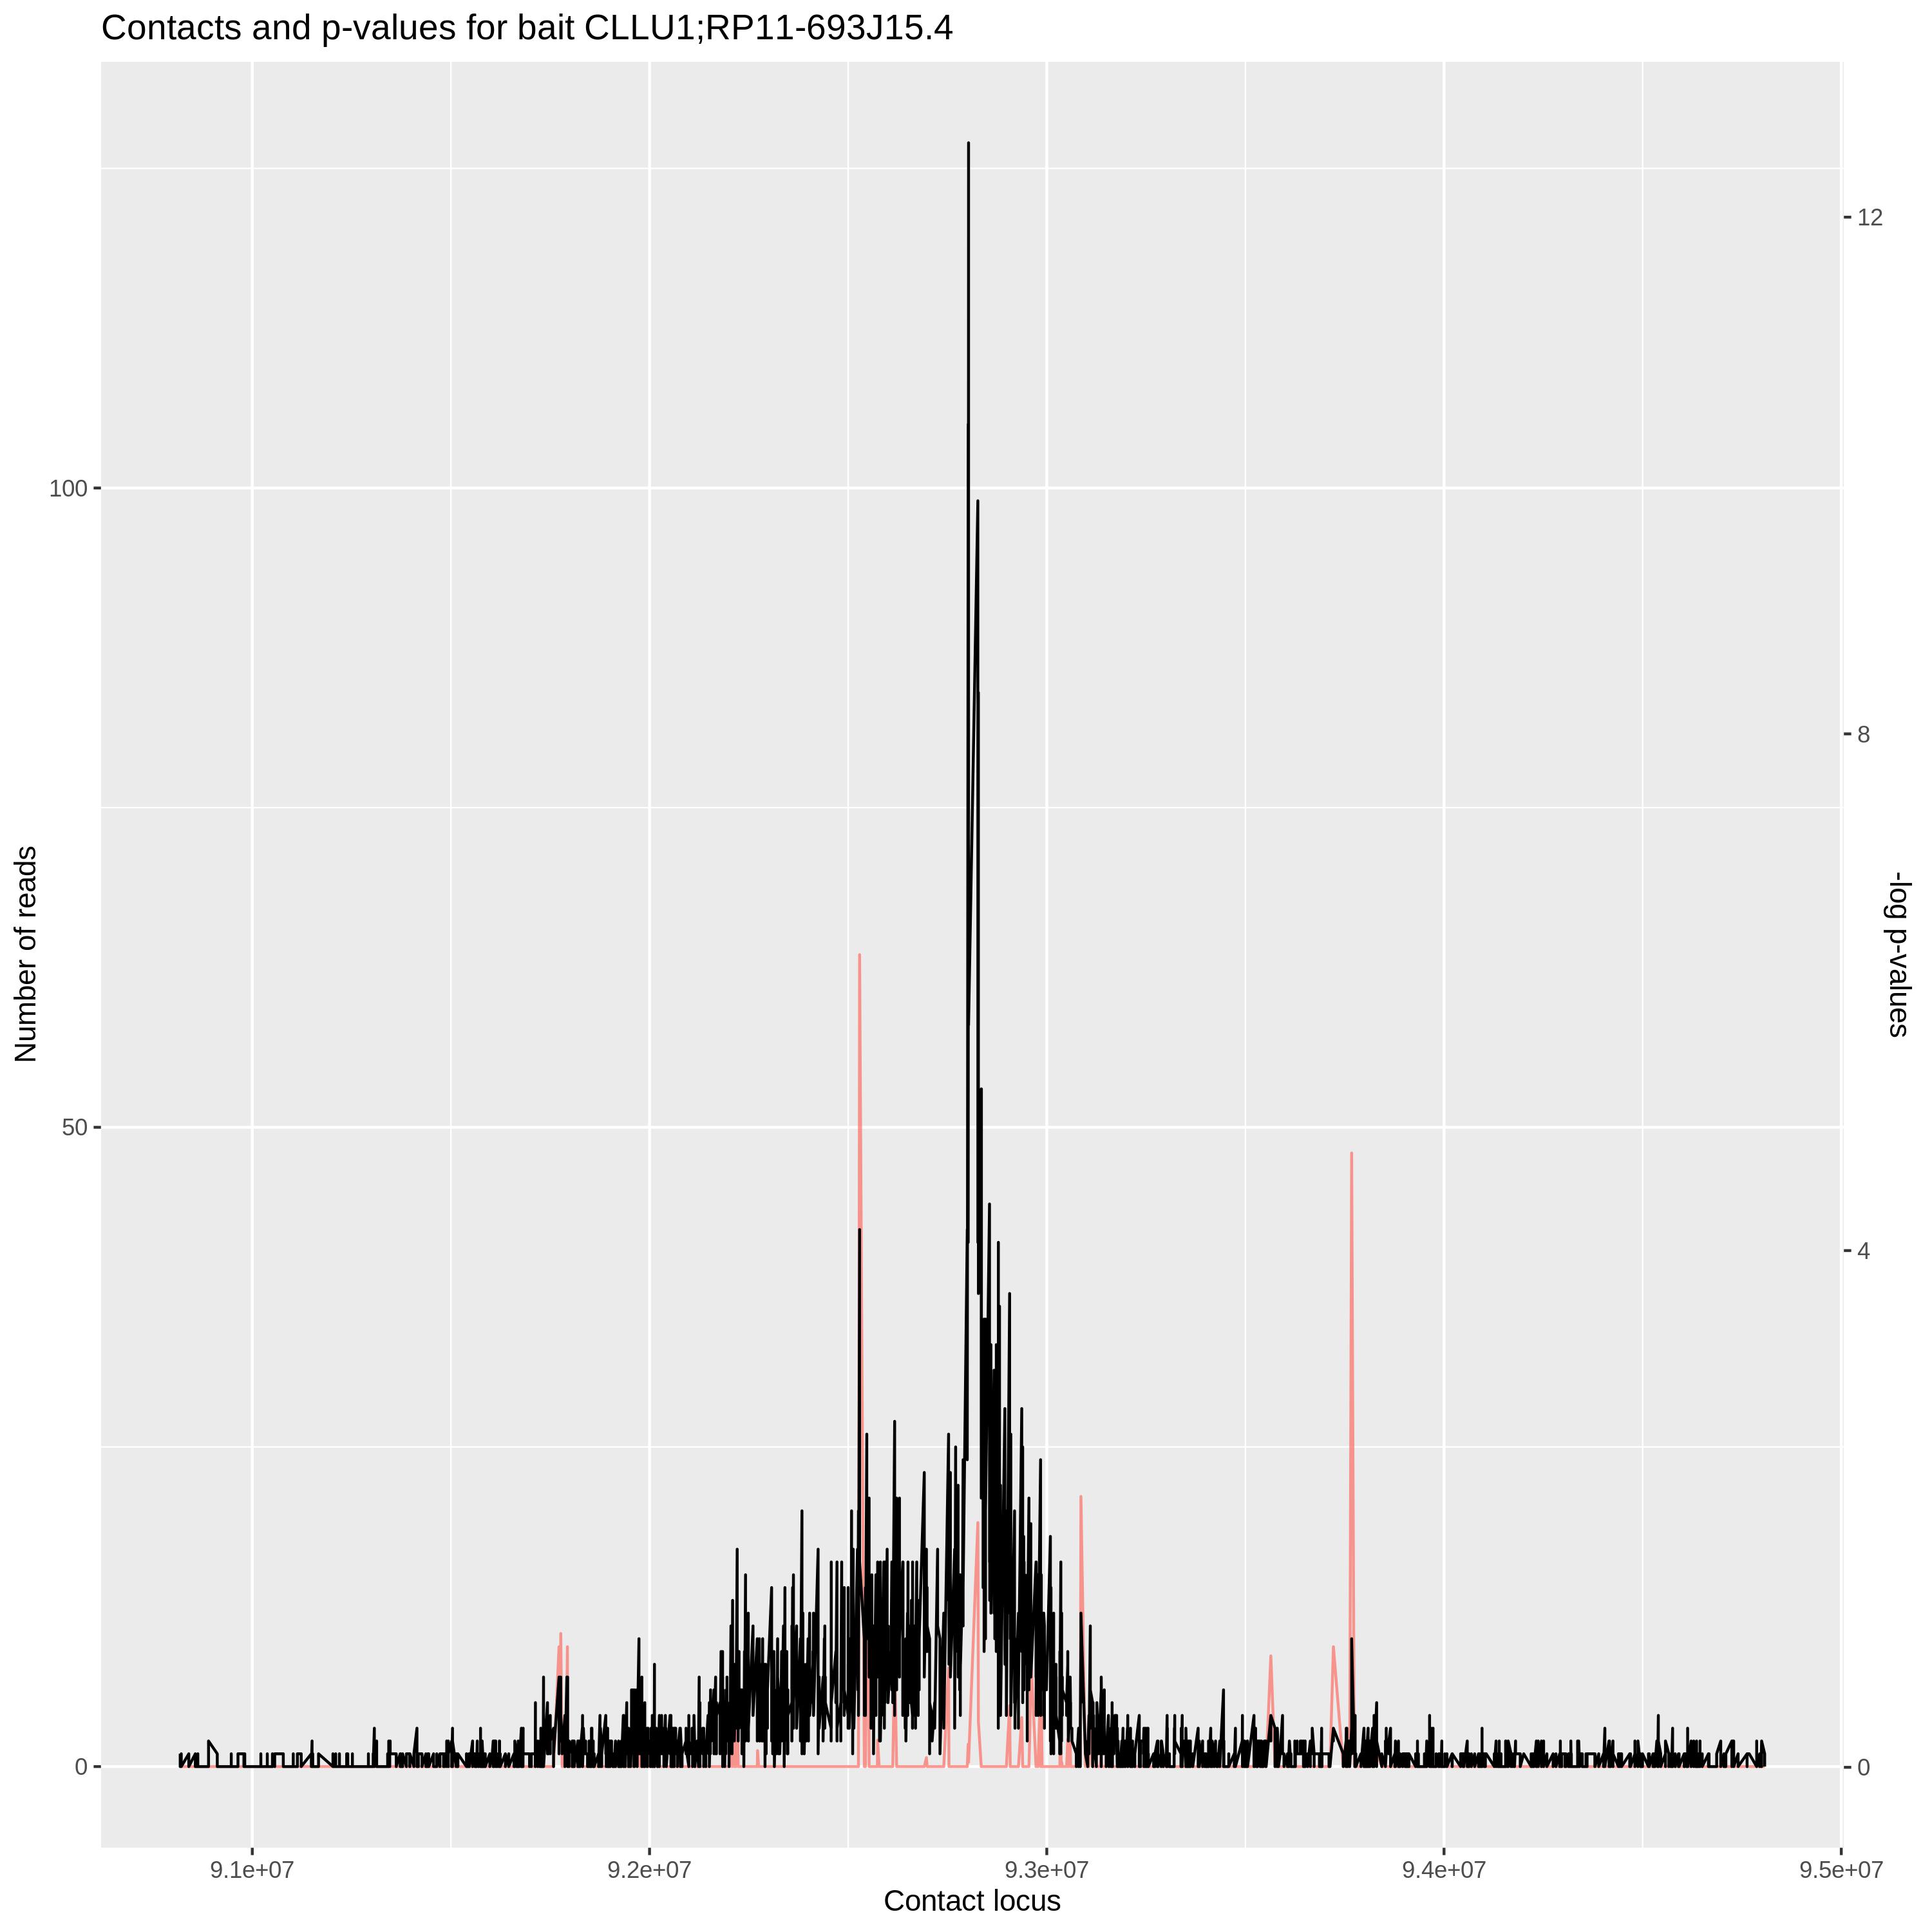 Contacts and p-values for bait CLLU1;RP11-693J15.4
12
100
8
Number of reads
-log p-values
50
4
0
0
9.1e+07
9.2e+07
9.3e+07
9.4e+07
9.5e+07
Contact locus